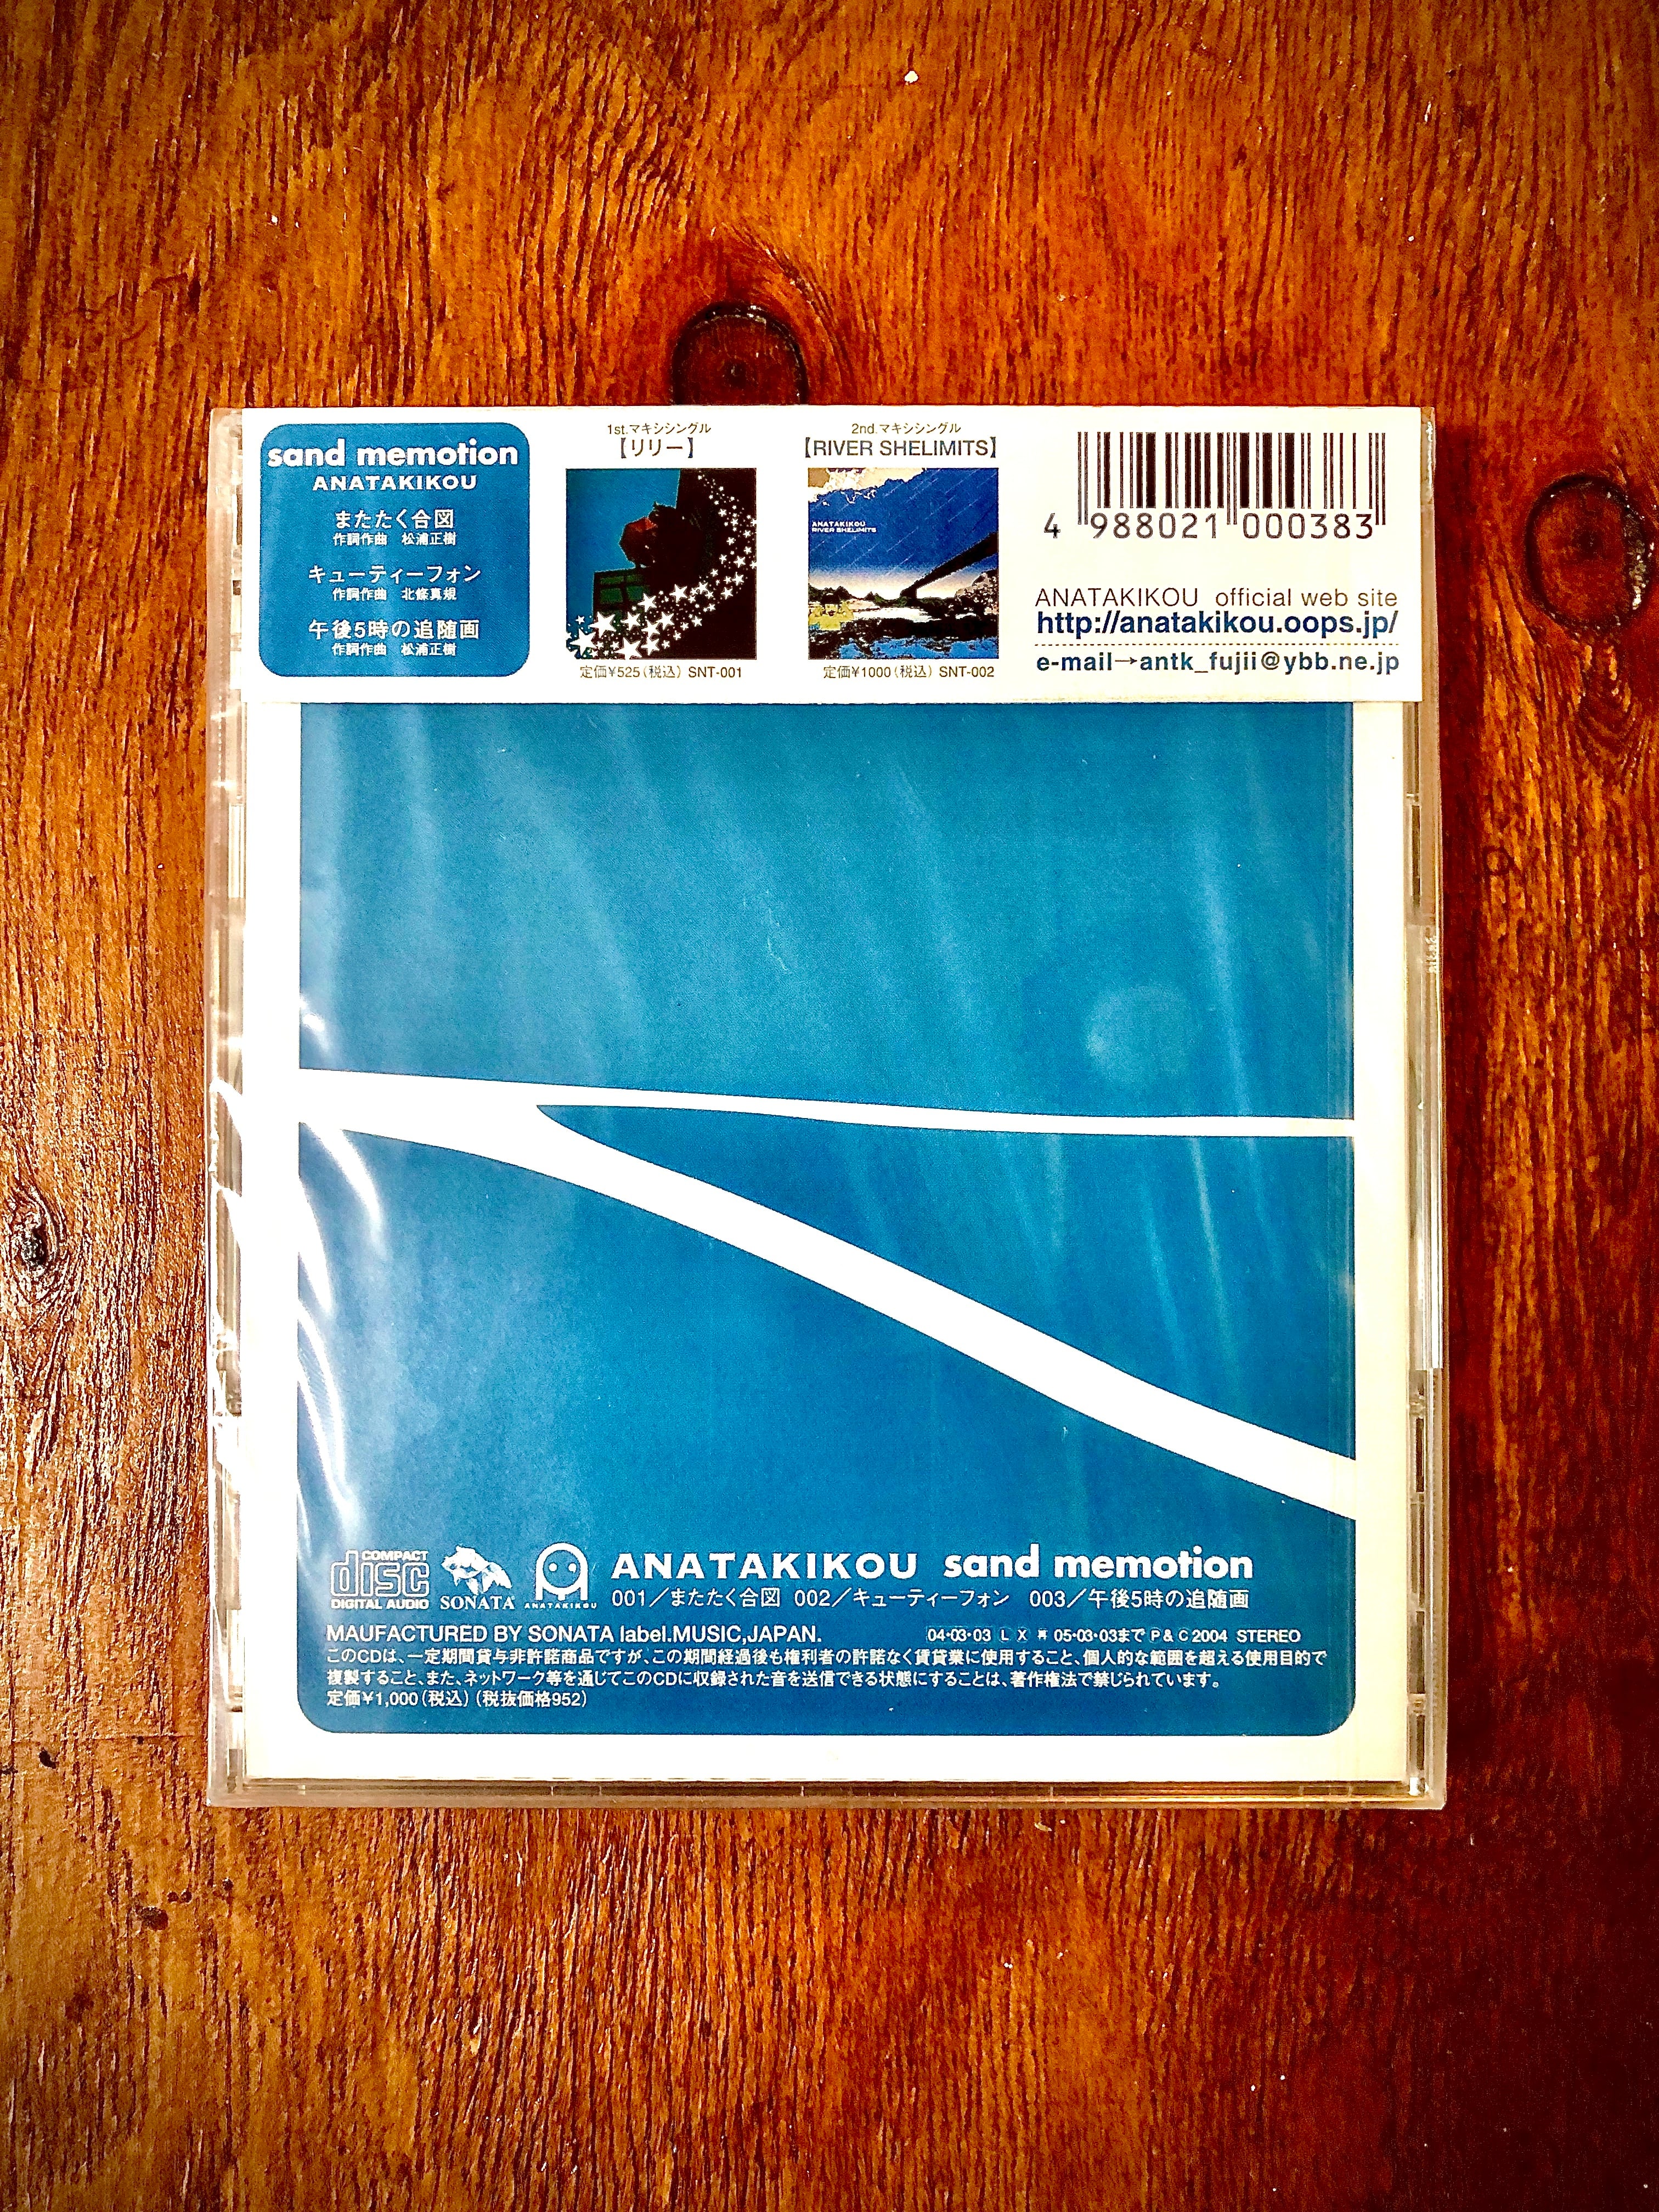 sand memotion
ANATAKIKOU
またたく合図
作詞作曲 松浦正樹
キューティーフォン
作詞作曲 北條真規
午後5時の追随画
作詞作曲 松浦正樹
1st.マキシシングル
【リリー】
定価¥525(税込) SNT-001
2nd.マキシシングル
【RIVER SHELIMITS】
ANATAKIKOU
RIVER SHELIMITS
定価¥1000(税込) SNT-002
4 988021 000383
ANATAKIKOU official web site
http://anatakikou.oops.jp/
e-mail→antk_fujii@ybb.ne.jp
COMPACT
disc
DIGITAL AUDIO
SONATA
ANATAKIKOU
ANATAKIKOU sand memotion
001／またたく合図 002／キューティーフォン 003／午後5時の追随画
MAUFACTURED BY SONATA label.MUSIC,JAPAN.
04・03・03 L X 05・03・03まで P & C 2004 STEREO
このCDは、一定期間貸与非許諾商品ですが、この期間経過後も権利者の許諾なく賃貸業に使用すること、個人的な範囲を超える使用目的で
複製すること、また、ネットワーク等を通じてこのCDに収録された音を送信できる状態にすることは、著作権法で禁じられています。
定価¥1,000(税込) (税抜価格952)